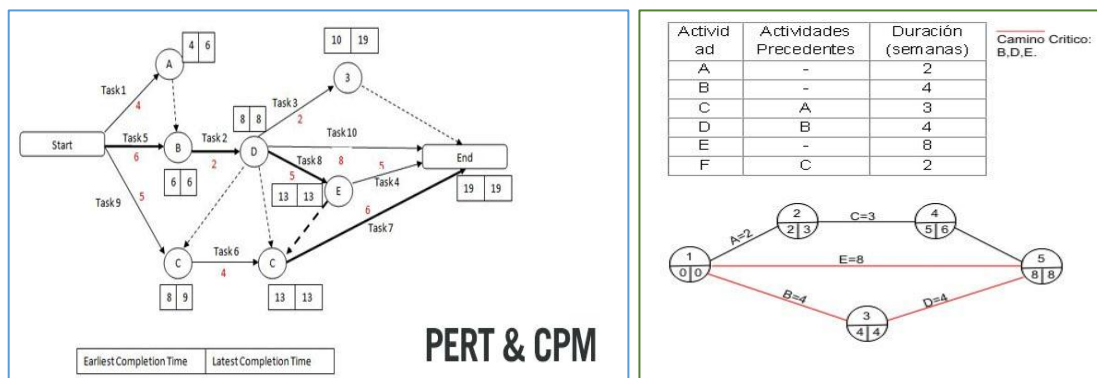 10 19
4 6
A
3
Task 1
4
Task 3
2
8 8
Start
Task 5
6
B
Task 2
2
D
Task 10
8
End
Task 8
5
5
Task 4
6 6
13 13
E
19 19
5
Task 9
6
Task 7
C
Task 6
4
C
8 9
13 13
PERT & CPM
Earliest Completion Time Latest Completion Time
Activid
ad
Actividades
Precedentes
Duración
(semanas)
A - 2
B - 4
C A 3
D B 4
E - 8
F C 2
Camino Critico:
B,D,E.
2
2 3
C=3
4
5 6
A=2
1
0 0
E=8
5
8 8
B=4
D=4
3
4 4